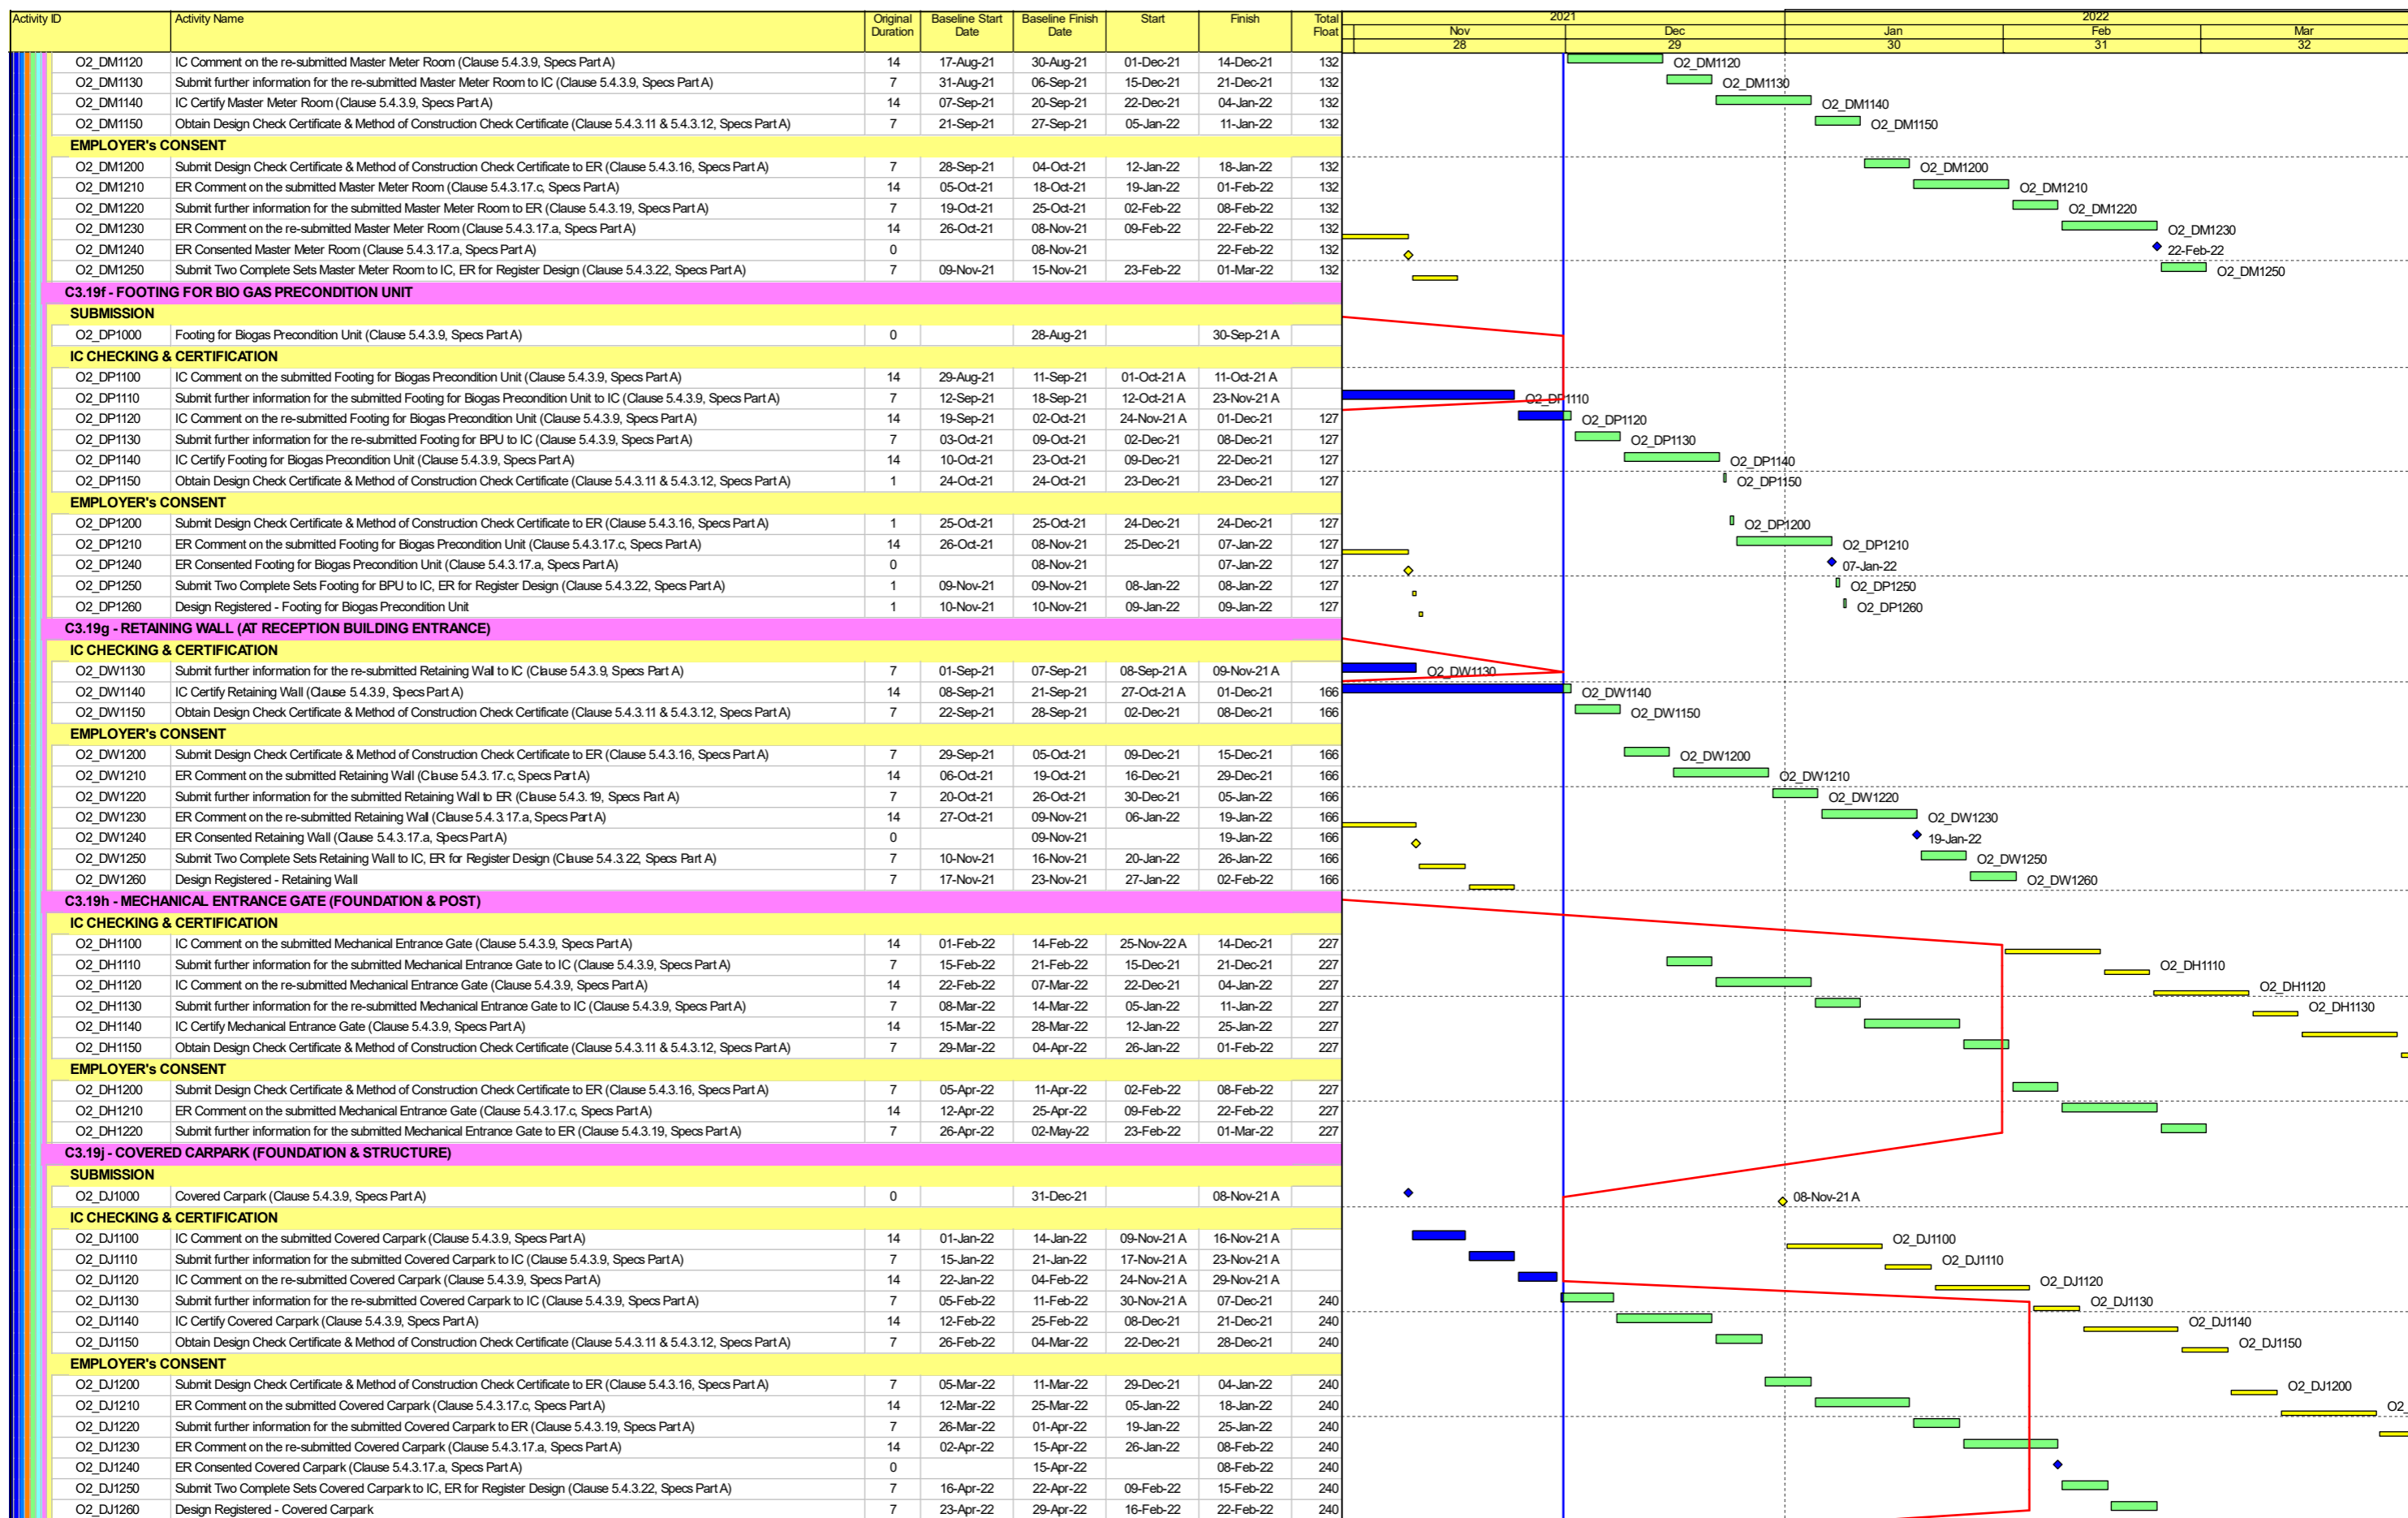 Activity ID Activity Name Original Duration Baseline Start Date Baseline Finish Date Start Finish Total Float 2021 2022
Nov Dec Jan Feb Mar
28 29 30 31 32
O2_DM1120 IC Comment on the re-submitted Master Meter Room (Clause 5.4.3.9, Specs Part A) 14 17-Aug-21 30-Aug-21 01-Dec-21 14-Dec-21 132 O2_DM1120
O2_DM1130 Submit further information for the re-submitted Master Meter Room to IC (Clause 5.4.3.9, Specs Part A) 7 31-Aug-21 06-Sep-21 15-Dec-21 21-Dec-21 132 O2_DM1130
O2_DM1140 IC Certify Master Meter Room (Clause 5.4.3.9, Specs Part A) 14 07-Sep-21 20-Sep-21 22-Dec-21 04-Jan-22 132 O2_DM1140
O2_DM1150 Obtain Design Check Certificate & Method of Construction Check Certificate (Clause 5.4.3.11 & 5.4.3.12, Specs Part A) 7 21-Sep-21 27-Sep-21 05-Jan-22 11-Jan-22 132 O2_DM1150
EMPLOYER's CONSENT
O2_DM1200 Submit Design Check Certificate & Method of Construction Check Certificate to ER (Clause 5.4.3.16, Specs Part A) 7 28-Sep-21 04-Oct-21 12-Jan-22 18-Jan-22 132 O2_DM1200
O2_DM1210 ER Comment on the submitted Master Meter Room (Clause 5.4.3.17.c, Specs Part A) 14 05-Oct-21 18-Oct-21 19-Jan-22 01-Feb-22 132 O2_DM1210
O2_DM1220 Submit further information for the submitted Master Meter Room to ER (Clause 5.4.3.19, Specs Part A) 7 19-Oct-21 25-Oct-21 02-Feb-22 08-Feb-22 132 O2_DM1220
O2_DM1230 ER Comment on the re-submitted Master Meter Room (Clause 5.4.3.17.a, Specs Part A) 14 26-Oct-21 08-Nov-21 09-Feb-22 22-Feb-22 132 O2_DM1230
O2_DM1240 ER Consented Master Meter Room (Clause 5.4.3.17.a, Specs Part A) 0 08-Nov-21 22-Feb-22 132 22-Feb-22
O2_DM1250 Submit Two Complete Sets Master Meter Room to IC, ER for Register Design (Clause 5.4.3.22, Specs Part A) 7 09-Nov-21 15-Nov-21 23-Feb-22 01-Mar-22 132 O2_DM1250
C3.19f - FOOTING FOR BIO GAS PRECONDITION UNIT
SUBMISSION
O2_DP1000 Footing for Biogas Precondition Unit (Clause 5.4.3.9, Specs Part A) 0 28-Aug-21 30-Sep-21 A
IC CHECKING & CERTIFICATION
O2_DP1100 IC Comment on the submitted Footing for Biogas Precondition Unit (Clause 5.4.3.9, Specs Part A) 14 29-Aug-21 11-Sep-21 01-Oct-21 A 11-Oct-21 A
O2_DP1110 Submit further information for the submitted Footing for Biogas Precondition Unit to IC (Clause 5.4.3.9, Specs Part A) 7 12-Sep-21 18-Sep-21 12-Oct-21 A 23-Nov-21 A O2_DP1110
O2_DP1120 IC Comment on the re-submitted Footing for Biogas Precondition Unit (Clause 5.4.3.9, Specs Part A) 14 19-Sep-21 02-Oct-21 24-Nov-21 A 01-Dec-21 127 O2_DP1120
O2_DP1130 Submit further information for the re-submitted Footing for BPU to IC (Clause 5.4.3.9, Specs Part A) 7 03-Oct-21 09-Oct-21 02-Dec-21 08-Dec-21 127 O2_DP1130
O2_DP1140 IC Certify Footing for Biogas Precondition Unit (Clause 5.4.3.9, Specs Part A) 14 10-Oct-21 23-Oct-21 09-Dec-21 22-Dec-21 127 O2_DP1140
O2_DP1150 Obtain Design Check Certificate & Method of Construction Check Certificate (Clause 5.4.3.11 & 5.4.3.12, Specs Part A) 1 24-Oct-21 24-Oct-21 23-Dec-21 23-Dec-21 127 O2_DP1150
EMPLOYER's CONSENT
O2_DP1200 Submit Design Check Certificate & Method of Construction Check Certificate to ER (Clause 5.4.3.16, Specs Part A) 1 25-Oct-21 25-Oct-21 24-Dec-21 24-Dec-21 127 O2_DP1200
O2_DP1210 ER Comment on the submitted Footing for Biogas Precondition Unit (Clause 5.4.3.17.c, Specs Part A) 14 26-Oct-21 08-Nov-21 25-Dec-21 07-Jan-22 127 O2_DP1210
O2_DP1240 ER Consented Footing for Biogas Precondition Unit (Clause 5.4.3.17.a, Specs Part A) 0 08-Nov-21 07-Jan-22 127 07-Jan-22
O2_DP1250 Submit Two Complete Sets Footing for BPU to IC, ER for Register Design (Clause 5.4.3.22, Specs Part A) 1 09-Nov-21 09-Nov-21 08-Jan-22 08-Jan-22 127 O2_DP1250
O2_DP1260 Design Registered - Footing for Biogas Precondition Unit 1 10-Nov-21 10-Nov-21 09-Jan-22 09-Jan-22 127 O2_DP1260
C3.19g - RETAINING WALL (AT RECEPTION BUILDING ENTRANCE)
IC CHECKING & CERTIFICATION
O2_DW1130 Submit further information for the re-submitted Retaining Wall to IC (Clause 5.4.3.9, Specs Part A) 7 01-Sep-21 07-Sep-21 08-Sep-21 A 09-Nov-21 A O2_DW1130
O2_DW1140 IC Certify Retaining Wall (Clause 5.4.3.9, Specs Part A) 14 08-Sep-21 21-Sep-21 27-Oct-21 A 01-Dec-21 166 O2_DW1140
O2_DW1150 Obtain Design Check Certificate & Method of Construction Check Certificate (Clause 5.4.3.11 & 5.4.3.12, Specs Part A) 7 22-Sep-21 28-Sep-21 02-Dec-21 08-Dec-21 166 O2_DW1150
EMPLOYER's CONSENT
O2_DW1200 Submit Design Check Certificate & Method of Construction Check Certificate to ER (Clause 5.4.3.16, Specs Part A) 7 29-Sep-21 05-Oct-21 09-Dec-21 15-Dec-21 166 O2_DW1200
O2_DW1210 ER Comment on the submitted Retaining Wall (Clause 5.4.3.17.c, Specs Part A) 14 06-Oct-21 19-Oct-21 16-Dec-21 29-Dec-21 166 O2_DW1210
O2_DW1220 Submit further information for the submitted Retaining Wall to ER (Clause 5.4.3.19, Specs Part A) 7 20-Oct-21 26-Oct-21 30-Dec-21 05-Jan-22 166 O2_DW1220
O2_DW1230 ER Comment on the re-submitted Retaining Wall (Clause 5.4.3.17.a, Specs Part A) 14 27-Oct-21 09-Nov-21 06-Jan-22 19-Jan-22 166 O2_DW1230
O2_DW1240 ER Consented Retaining Wall (Clause 5.4.3.17.a, Specs Part A) 0 09-Nov-21 19-Jan-22 166 19-Jan-22
O2_DW1250 Submit Two Complete Sets Retaining Wall to IC, ER for Register Design (Clause 5.4.3.22, Specs Part A) 7 10-Nov-21 16-Nov-21 20-Jan-22 26-Jan-22 166 O2_DW1250
O2_DW1260 Design Registered - Retaining Wall 7 17-Nov-21 23-Nov-21 27-Jan-22 02-Feb-22 166 O2_DW1260
C3.19h - MECHANICAL ENTRANCE GATE (FOUNDATION & POST)
IC CHECKING & CERTIFICATION
O2_DH1100 IC Comment on the submitted Mechanical Entrance Gate (Clause 5.4.3.9, Specs Part A) 14 01-Feb-22 14-Feb-22 25-Nov-22 A 14-Dec-21 227
O2_DH1110 Submit further information for the submitted Mechanical Entrance Gate to IC (Clause 5.4.3.9, Specs Part A) 7 15-Feb-22 21-Feb-22 15-Dec-21 21-Dec-21 227 O2_DH1110
O2_DH1120 IC Comment on the re-submitted Mechanical Entrance Gate (Clause 5.4.3.9, Specs Part A) 14 22-Feb-22 07-Mar-22 22-Dec-21 04-Jan-22 227 O2_DH1120
O2_DH1130 Submit further information for the re-submitted Mechanical Entrance Gate to IC (Clause 5.4.3.9, Specs Part A) 7 08-Mar-22 14-Mar-22 05-Jan-22 11-Jan-22 227 O2_DH1130
O2_DH1140 IC Certify Mechanical Entrance Gate (Clause 5.4.3.9, Specs Part A) 14 15-Mar-22 28-Mar-22 12-Jan-22 25-Jan-22 227
O2_DH1150 Obtain Design Check Certificate & Method of Construction Check Certificate (Clause 5.4.3.11 & 5.4.3.12, Specs Part A) 7 29-Mar-22 04-Apr-22 26-Jan-22 01-Feb-22 227
EMPLOYER's CONSENT
O2_DH1200 Submit Design Check Certificate & Method of Construction Check Certificate to ER (Clause 5.4.3.16, Specs Part A) 7 05-Apr-22 11-Apr-22 02-Feb-22 08-Feb-22 227
O2_DH1210 ER Comment on the submitted Mechanical Entrance Gate (Clause 5.4.3.17.c, Specs Part A) 14 12-Apr-22 25-Apr-22 09-Feb-22 22-Feb-22 227
O2_DH1220 Submit further information for the submitted Mechanical Entrance Gate to ER (Clause 5.4.3.19, Specs Part A) 7 26-Apr-22 02-May-22 23-Feb-22 01-Mar-22 227
C3.19j - COVERED CARPARK (FOUNDATION & STRUCTURE)
SUBMISSION
O2_DJ1000 Covered Carpark (Clause 5.4.3.9, Specs Part A) 0 31-Dec-21 08-Nov-21 A 08-Nov-21 A
IC CHECKING & CERTIFICATION
O2_DJ1100 IC Comment on the submitted Covered Carpark (Clause 5.4.3.9, Specs Part A) 14 01-Jan-22 14-Jan-22 09-Nov-21 A 16-Nov-21 A O2_DJ1100
O2_DJ1110 Submit further information for the submitted Covered Carpark to IC (Clause 5.4.3.9, Specs Part A) 7 15-Jan-22 21-Jan-22 17-Nov-21 A 23-Nov-21 A O2_DJ1110
O2_DJ1120 IC Comment on the re-submitted Covered Carpark (Clause 5.4.3.9, Specs Part A) 14 22-Jan-22 04-Feb-22 24-Nov-21 A 29-Nov-21 A O2_DJ1120
O2_DJ1130 Submit further information for the re-submitted Covered Carpark to IC (Clause 5.4.3.9, Specs Part A) 7 05-Feb-22 11-Feb-22 30-Nov-21 A 07-Dec-21 240 O2_DJ1130
O2_DJ1140 IC Certify Covered Carpark (Clause 5.4.3.9, Specs Part A) 14 12-Feb-22 25-Feb-22 08-Dec-21 21-Dec-21 240 O2_DJ1140
O2_DJ1150 Obtain Design Check Certificate & Method of Construction Check Certificate (Clause 5.4.3.11 & 5.4.3.12, Specs Part A) 7 26-Feb-22 04-Mar-22 22-Dec-21 28-Dec-21 240 O2_DJ1150
EMPLOYER's CONSENT
O2_DJ1200 Submit Design Check Certificate & Method of Construction Check Certificate to ER (Clause 5.4.3.16, Specs Part A) 7 05-Mar-22 11-Mar-22 29-Dec-21 04-Jan-22 240 O2_DJ1200
O2_DJ1210 ER Comment on the submitted Covered Carpark (Clause 5.4.3.17.c, Specs Part A) 14 12-Mar-22 25-Mar-22 05-Jan-22 18-Jan-22 240 O2_
O2_DJ1220 Submit further information for the submitted Covered Carpark to ER (Clause 5.4.3.19, Specs Part A) 7 26-Mar-22 01-Apr-22 19-Jan-22 25-Jan-22 240
O2_DJ1230 ER Comment on the re-submitted Covered Carpark (Clause 5.4.3.17.a, Specs Part A) 14 02-Apr-22 15-Apr-22 26-Jan-22 08-Feb-22 240
O2_DJ1240 ER Consented Covered Carpark (Clause 5.4.3.17.a, Specs Part A) 0 15-Apr-22 08-Feb-22 240
O2_DJ1250 Submit Two Complete Sets Covered Carpark to IC, ER for Register Design (Clause 5.4.3.22, Specs Part A) 7 16-Apr-22 22-Apr-22 09-Feb-22 15-Feb-22 240
O2_DJ1260 Design Registered - Covered Carpark 7 23-Apr-22 29-Apr-22 16-Feb-22 22-Feb-22 240